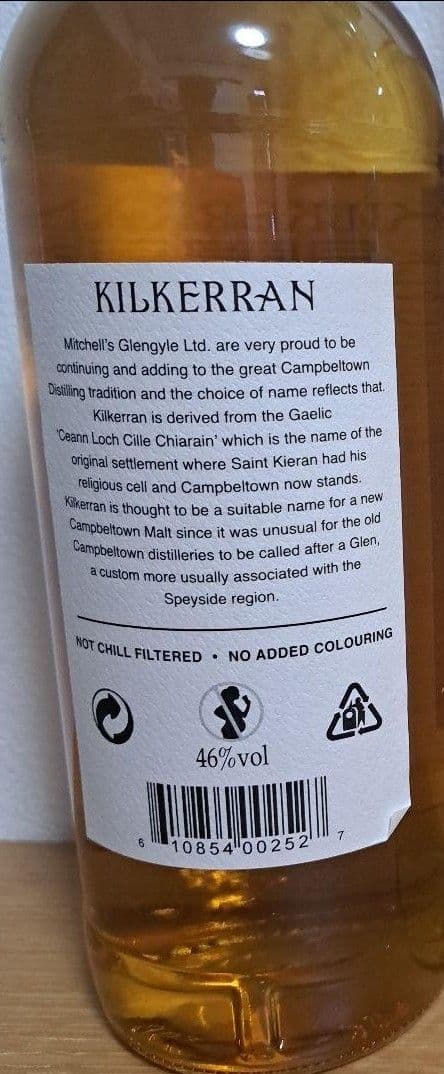 KILKERRAN
Mitchell's Glengyle Ltd. are very proud to be
continuing and adding to the great Campbeltown
Distilling tradition and the choice of name reflects that.
Kilkerran is derived from the Gaelic
'Ceann Loch Cille Chiarain' which is the name of the
original settlement where Saint Kieran had his
religious cell and Campbeltown now stands.
Kilkerran is thought to be a suitable name for a new
Campbeltown Malt since it was unusual for the old
Campbeltown distilleries to be called after a Glen,
a custom more usually associated with the
Speyside region.
NOT CHILL FILTERED • NO ADDED COLOURING
46%vol
6 10854 00252 7